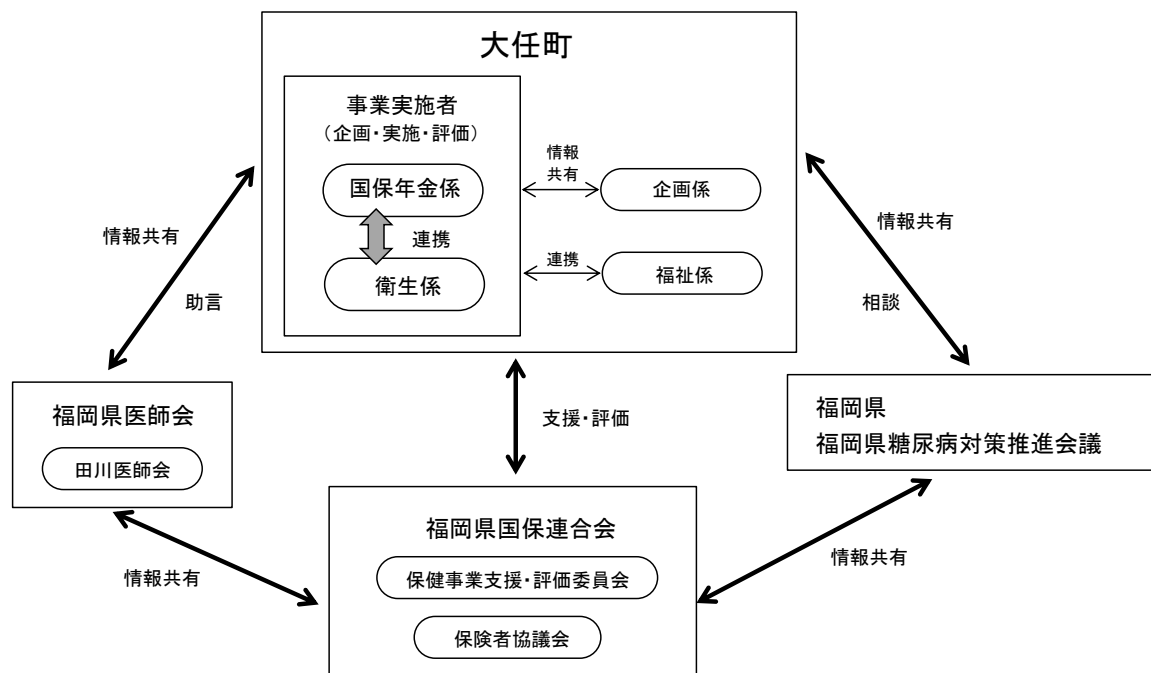 大任町
事業実施者
（企画・実施・評価）
国保年金係
連携
衛生係
情報
共有
企画係
連携
福祉係
情報共有
助言
情報共有
相談
福岡県医師会
田川医師会
支援・評価
福岡県
福岡県糖尿病対策推進会議
福岡県国保連合会
保健事業支援・評価委員会
保険者協議会
情報共有
情報共有